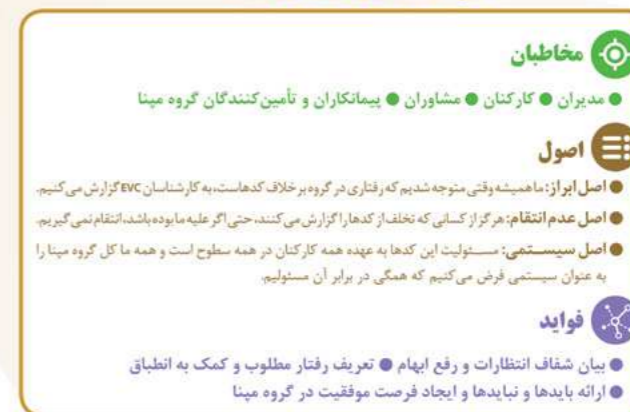 مخاطبان
● مدیران ● کارکنان ● مشاوران ● پیمانکاران و تأمین‌کنندگان گروه مپنا
اصول
● اصل ابراز: ما همیشه وقتی متوجه شدیم که رفتاری در گروه بر خلاف کدهاست، به کارشناسان EVC گزارش می‌کنیم.
● اصل عدم انتقام: هرگز از کسانی که تخلف از کدها را گزارش می‌کنند، حتی اگر علیه ما بوده باشد، انتقام نمی‌گیریم.
● اصل سیستمی: مسئولیت این کدها به عهده همه کارکنان در همه سطوح است و همه ما کل گروه مپنا را
به عنوان سیستمی فرض می‌کنیم که همگی در برابر آن مسئولیم.
فواید
● بیان شفاف انتظارات و رفع ابهام ● تعریف رفتار مطلوب و کمک به انطباق
● ارائه بایدها و نبایدها و ایجاد فرصت موفقیت در گروه مپنا